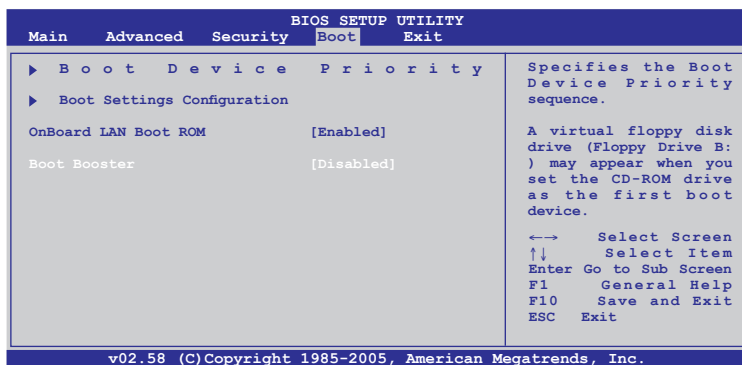 BIOS SETUP UTILITY
Main Advanced Security Boot Exit
Boot Device Priority
Boot Settings Configuration
OnBoard LAN Boot ROM [Enabled]
Boot Booster [Disabled]
Specifies the Boot
Device Priority
sequence.
A virtual floppy disk
drive (Floppy Drive B:
) may appear when you
set the CD-ROM drive
as the first boot
device.
←→ Select Screen
↑↓ Select Item
Enter Go to Sub Screen
F1 General Help
F10 Save and Exit
ESC Exit
v02.58 (C)Copyright 1985-2005, American Megatrends, Inc.